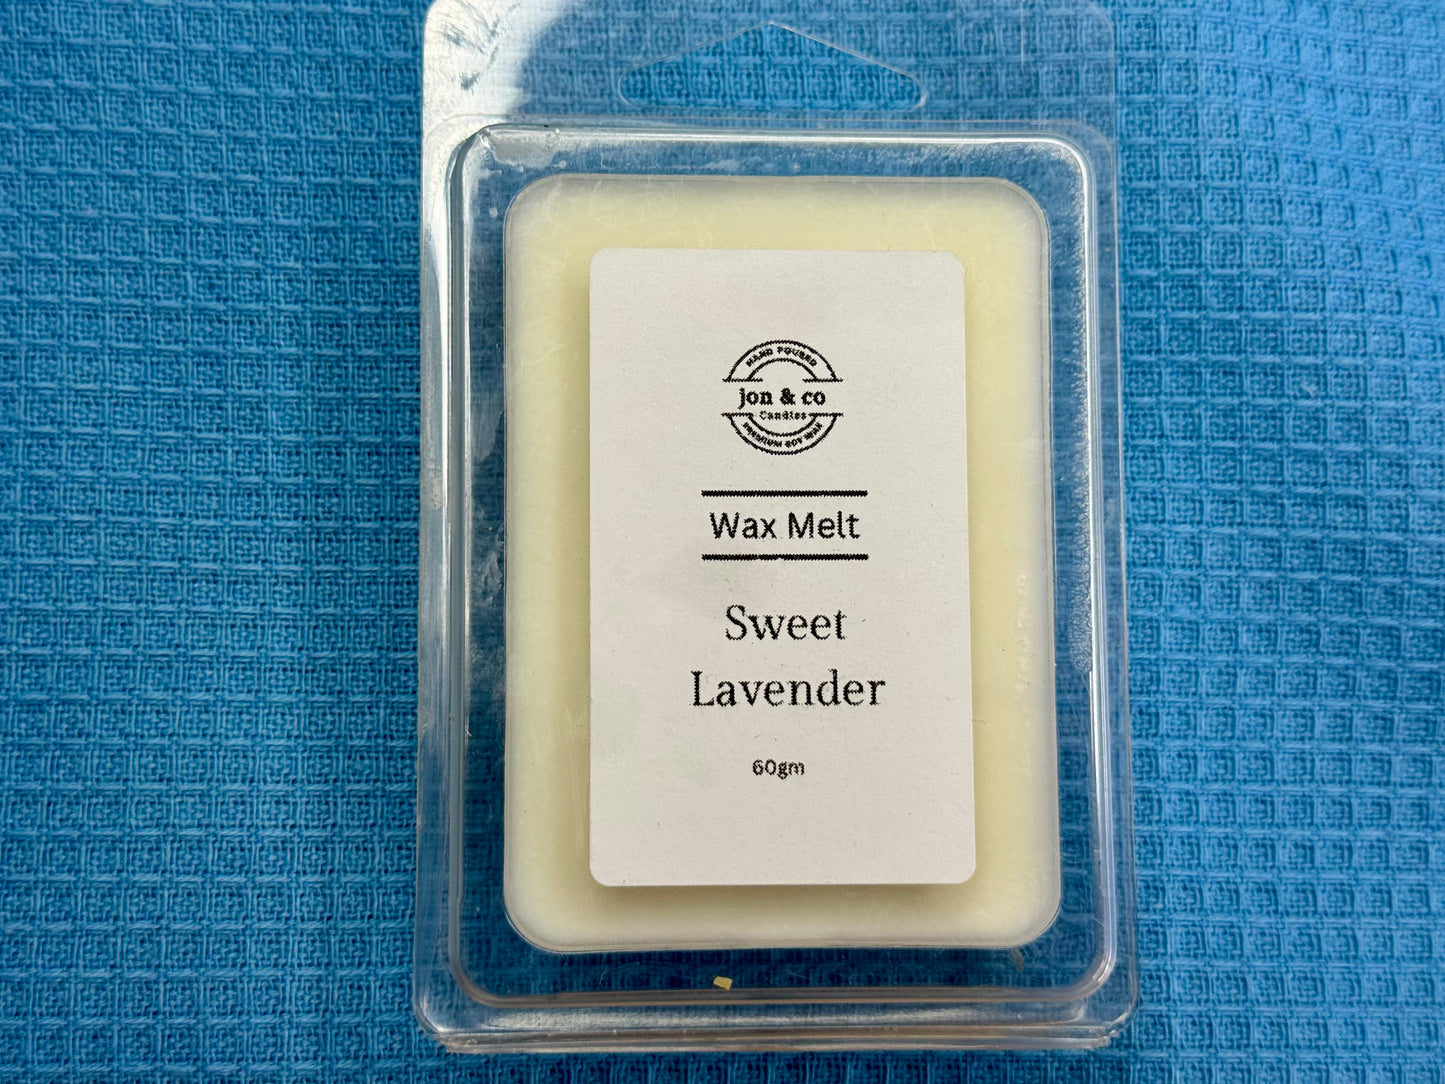 HAND POURED
jon & co
Candles
PREMIUM SOY WAX
Wax Melt
Sweet
Lavender
60gm